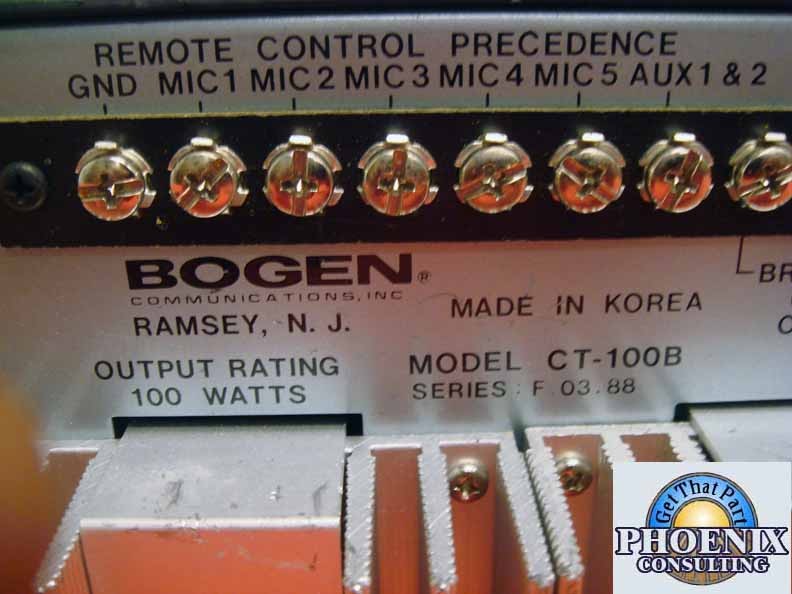 REMOTE CONTROL PRECEDENCE
GND MIC1 MIC2 MIC3 MIC4 MIC5 AUX1 & 2
BOGEN®
COMMUNICATIONS, INC
RAMSEY, N. J.
MADE IN KOREA
BR
OUTPUT RATING
100 WATTS
MODEL CT-100B
SERIES: F 03.88
Get That Part
PHOENIX
CONSULTING